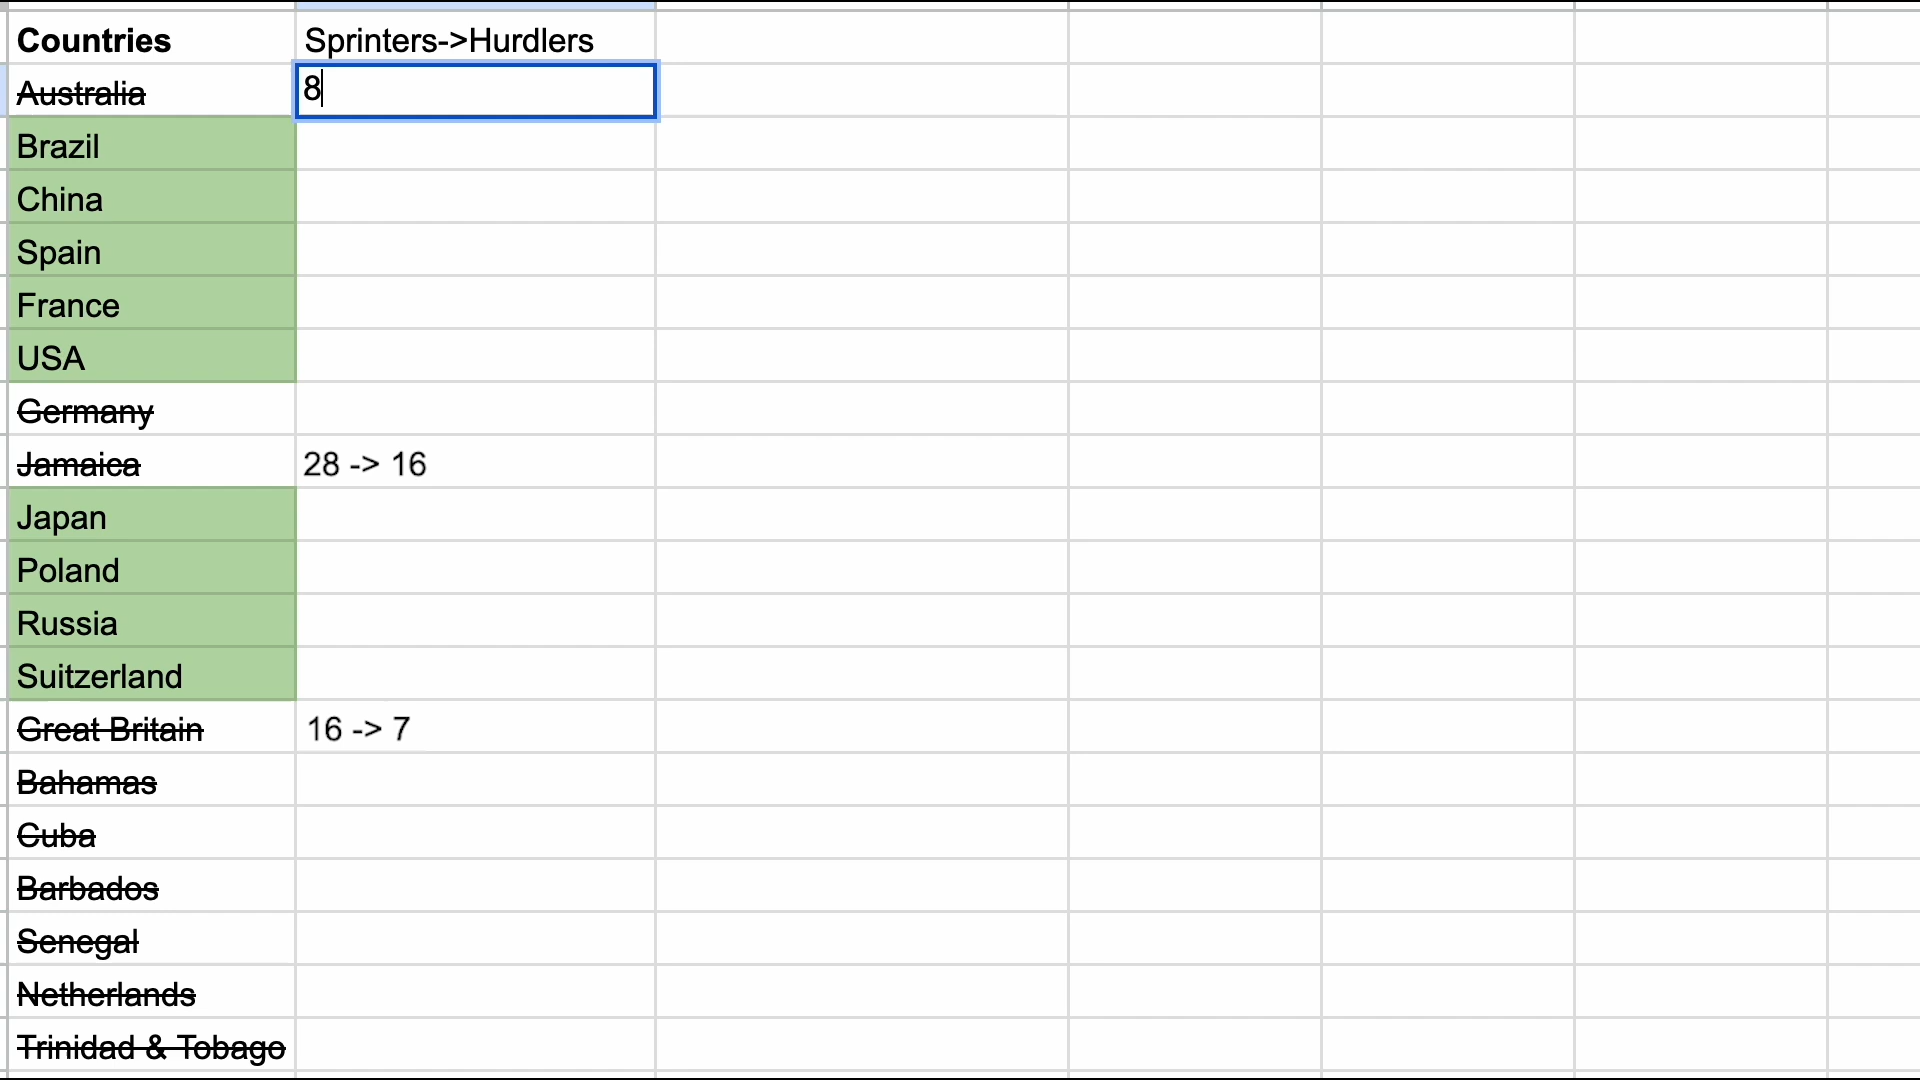 Countries Sprinters->Hurdlers
Australia 8
Brazil
China
Spain
France
USA
Germany
Jamaica 28 -> 16
Japan
Poland
Russia
Suitzerland
Great Britain 16 -> 7
Bahamas
Cuba
Barbados
Senegal
Netherlands
Trinidad & Tobago